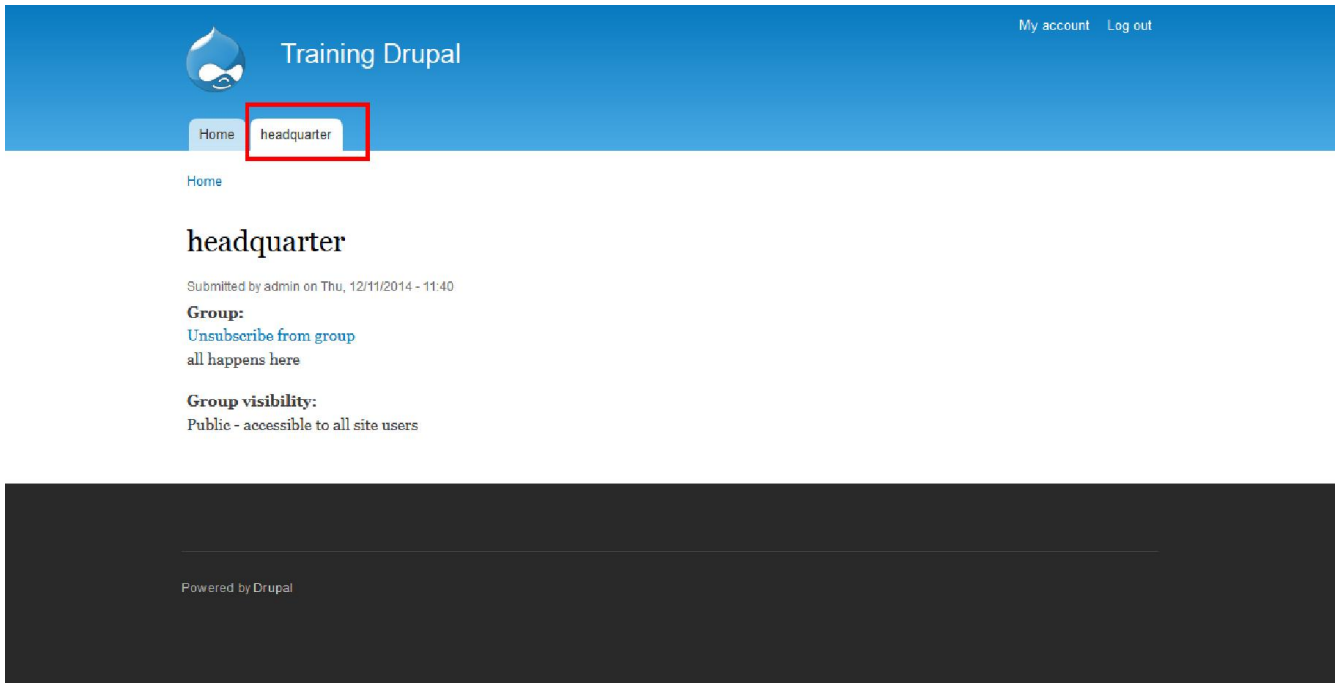 My account Log out
Training Drupal
Home headquarter
Home
headquarter
Submitted by admin on Thu, 12/11/2014 - 11:40
Group:
Unsubscribe from group
all happens here
Group visibility:
Public - accessible to all site users
Powered by Drupal